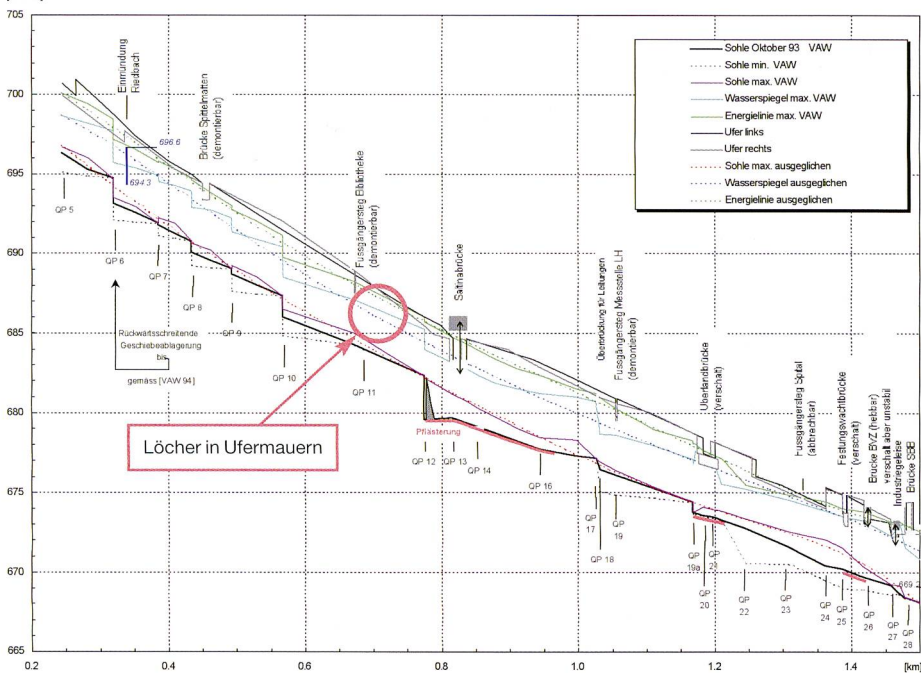 705
700
695
690
685
680
675
670
665
0.2
0.4
0.6
0.8
1.0
1.2
1.4
[km]
Sohle Oktober 93 VAW
Sohle min. VAW
Sohle max. VAW
Wasserspiegel max. VAW
Energielinie max. VAW
Ufer links
Ufer rechts
Sohle max. ausgeglichen
Wasserspiegel ausgeglichen
Energielinie ausgeglichen
Einmündung
Riedbach
Brücke Spittelmatten
(demontierbar)
Fussgängersteg Bibliotheke
(demontierbar)
Saltinabrücke
Überbrückung für Leitungen
Fussgängersteg Messstelle LH
(demontierbar)
Überlandbrücke
(verschalt)
Fussgängersteg Spital
(abbrechbar)
Festungswachtbrücke
(verschalt)
Brücke BVZ (hebbar)
verschalt aber unstabil
Industriegeleise
Brücke SBB
696.6
694.3
Rückwärtsschreitende
Geschiebeablagerung
bis
gemäss [VAW 94]
Löcher in Ufermauern
Pflästerung
QP 5
QP 6
QP 7
QP 8
QP 9
QP 10
QP 11
QP 12
QP 13
QP 14
QP 16
QP
17
QP 18
QP
19
QP
19a
QP
20
QP
21
QP
22
QP
23
QP
24
QP
25
QP
26
QP
27
QP
28